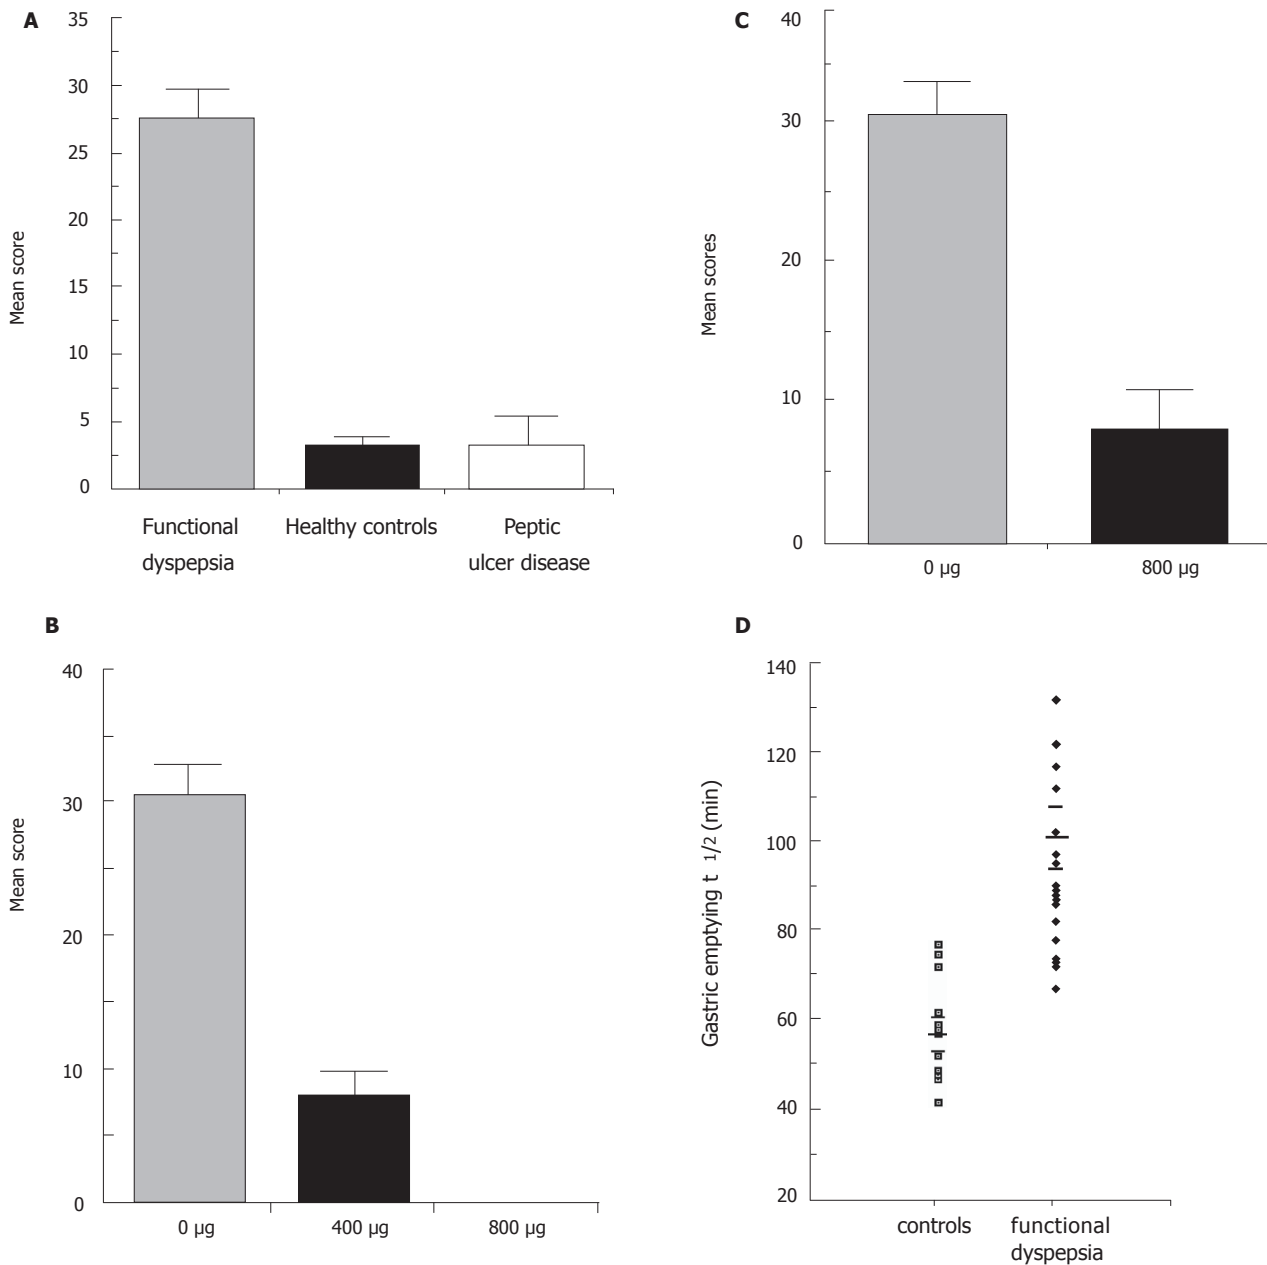 A
35
30
25
20
15
10
5
0
Mean score
Functional
dyspepsia
Healthy controls
Peptic
ulcer disease
C
40
30
20
10
0
Mean scores
0 µg
800 µg
B
40
30
20
10
0
Mean score
0 µg
400 µg
800 µg
D
140
120
100
80
60
40
20
Gastric emptying t 1/2 (min)
controls
functional
dyspepsia